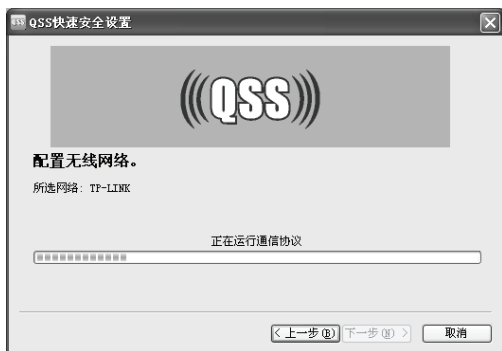 QSS QSS快速安全设置
(((QSS)))
配置无线网络。
所选网络: TP-LINK
正在运行通信协议
< 上一步(B) 下一步(N) > 取消